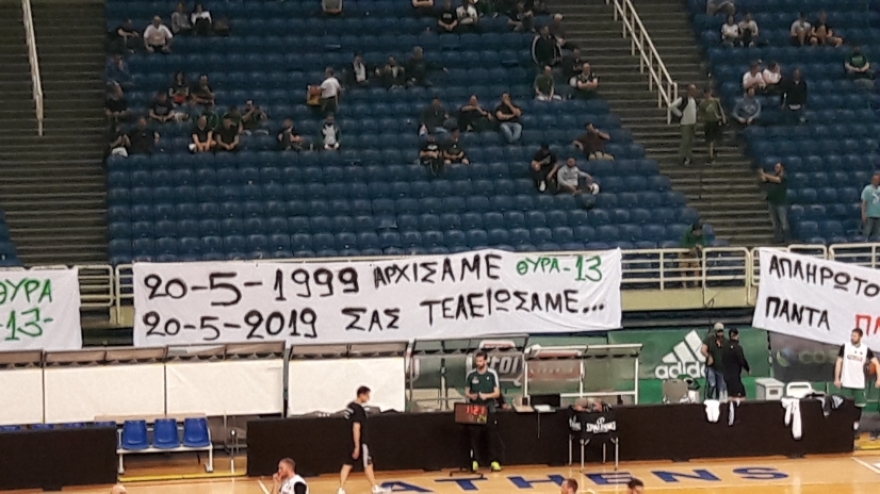 ΘΥΡΑ
-13-
20-5-1999 ΑΡΧΙΣΑΜΕ ΘΥΡΑ-13
20-5-2019 ΣΑΣ ΤΕΛΕΙΩΣΑΜΕ...
ΑΠΛΗΡΩΤΟ
ΠΑΝΤΑ
adidas
SPALDING
ATHENS